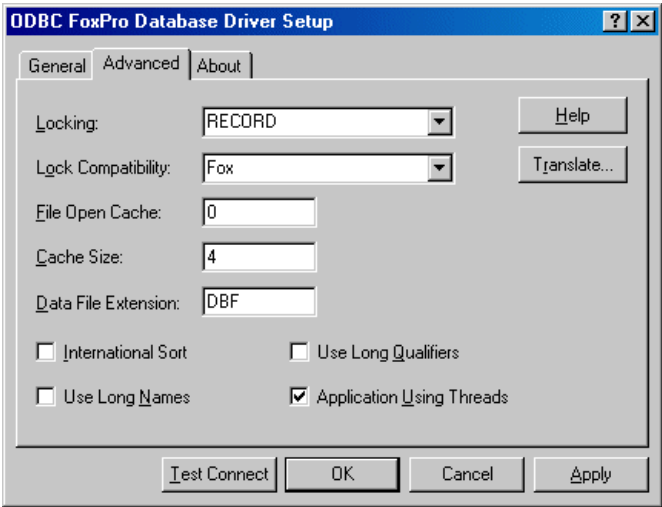 ODBC FoxPro Database Driver Setup
General Advanced About
Locking: RECORD Help
Lock Compatibility: Fox Translate...
File Open Cache: 0
Cache Size: 4
Data File Extension: DBF
International Sort Use Long Qualifiers
Use Long Names Application Using Threads
Test Connect OK Cancel Apply